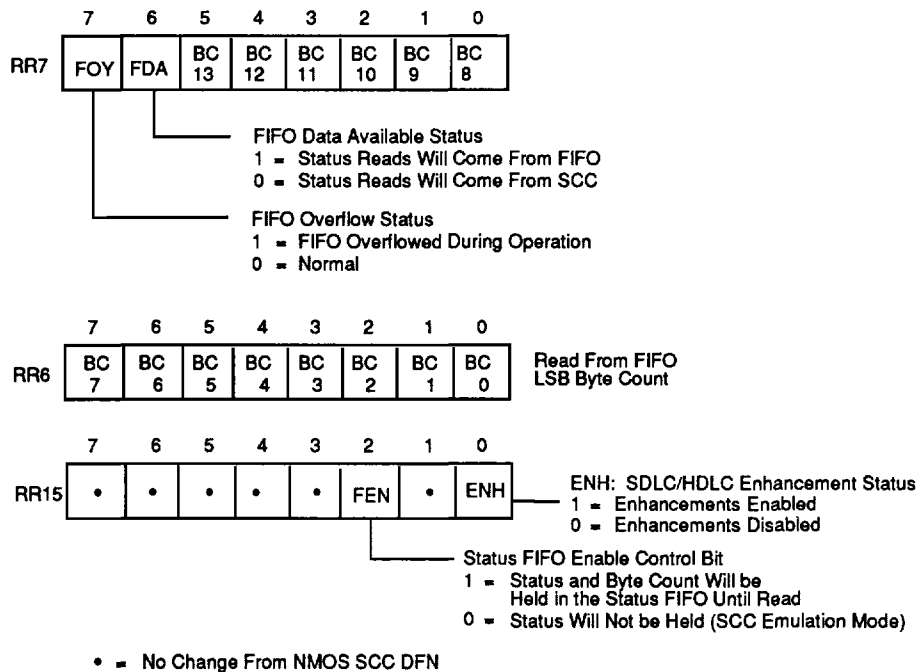 7 6 5 4 3 2 1 0
RR7 FOY FDA BC 13 BC 12 BC 11 BC 10 BC 9 BC 8
FIFO Data Available Status
1 = Status Reads Will Come From FIFO
0 = Status Reads Will Come From SCC
FIFO Overflow Status
1 = FIFO Overflowed During Operation
0 = Normal
7 6 5 4 3 2 1 0
RR6 BC 7 BC 6 BC 5 BC 4 BC 3 BC 2 BC 1 BC 0
Read From FIFO
LSB Byte Count
7 6 5 4 3 2 1 0
RR15 • • • • • FEN • ENH
ENH: SDLC/HDLC Enhancement Status
1 = Enhancements Enabled
0 = Enhancements Disabled
Status FIFO Enable Control Bit
1 = Status and Byte Count Will be
Held in the Status FIFO Until Read
0 = Status Will Not be Held (SCC Emulation Mode)
• = No Change From NMOS SCC DFN